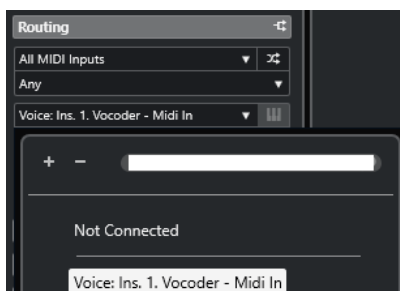 Routing
All MIDI Inputs
Any
Voice: Ins. 1. Vocoder - Midi In
Not Connected
Voice: Ins. 1. Vocoder - Midi In